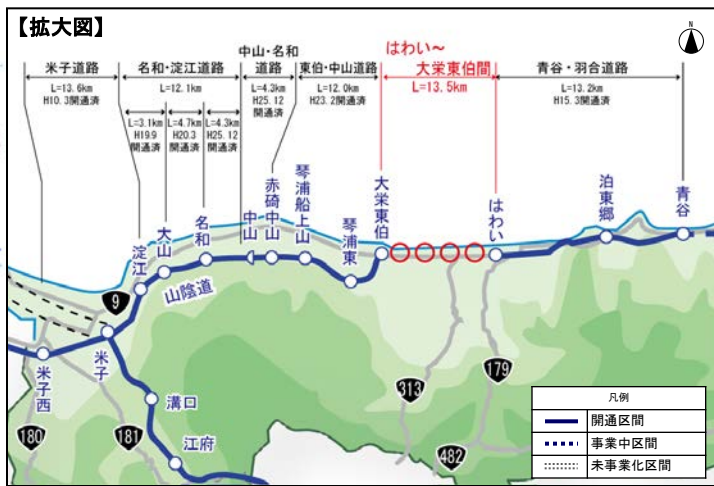 【拡大図】
N
米子道路
L=13.6km
H10.3開通済
名和・淀江道路
L=12.1km
L=3.1km
H19.9
開通済
L=4.7km
H20.3
開通済
L=4.3km
H25.12
開通済
中山・名和
道路
L=4.3km
H25.12
開通済
東伯・中山道路
L=12.0km
H23.2開通済
はわい～
大栄東伯間
L=13.5km
青谷・羽合道路
L=13.2km
H15.3開通済
米子西
米子
淀江
大山
名和
中山
赤碕中山
琴浦船上山
琴浦東
大栄東伯
はわい
泊東郷
青谷
山陰道
溝口
江府
9
180
181
313
179
482
凡例
開通区間
事業中区間
未事業化区間